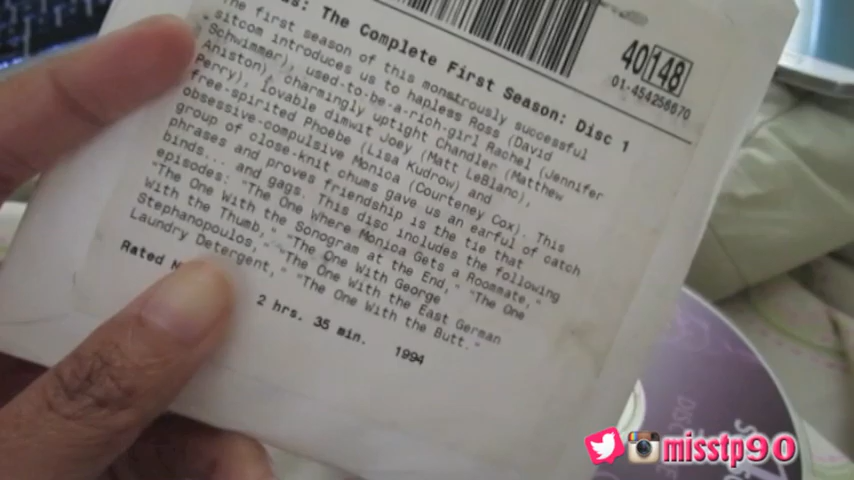 40 148
01-454256670
s: The Complete First Season: Disc 1
The first season of this monstrously successful
sitcom introduces us to hapless Ross (David
Schwimmer), used-to-be-a-rich-girl Rachel (Jennifer
Aniston), charmingly uptight Chandler (Matthew
Perry), lovable dimwit Joey (Matt LeBlanc),
free-spirited Phoebe (Lisa Kudrow) and
obsessive-compulsive Monica (Courteney Cox). This
group of close-knit chums gave us an earful of catch
phrases and proves friendship is the tie that
binds... and gags. This disc includes the following
episodes: "The One Where Monica Gets a Roommate,"
"The One With the Sonogram at the End," "The One
With the Thumb," "The One With George
Stephanopoulos," "The One With the East German
Laundry Detergent," "The One With the Butt."
Rated N
2 hrs. 35 min. 1994
misstp90